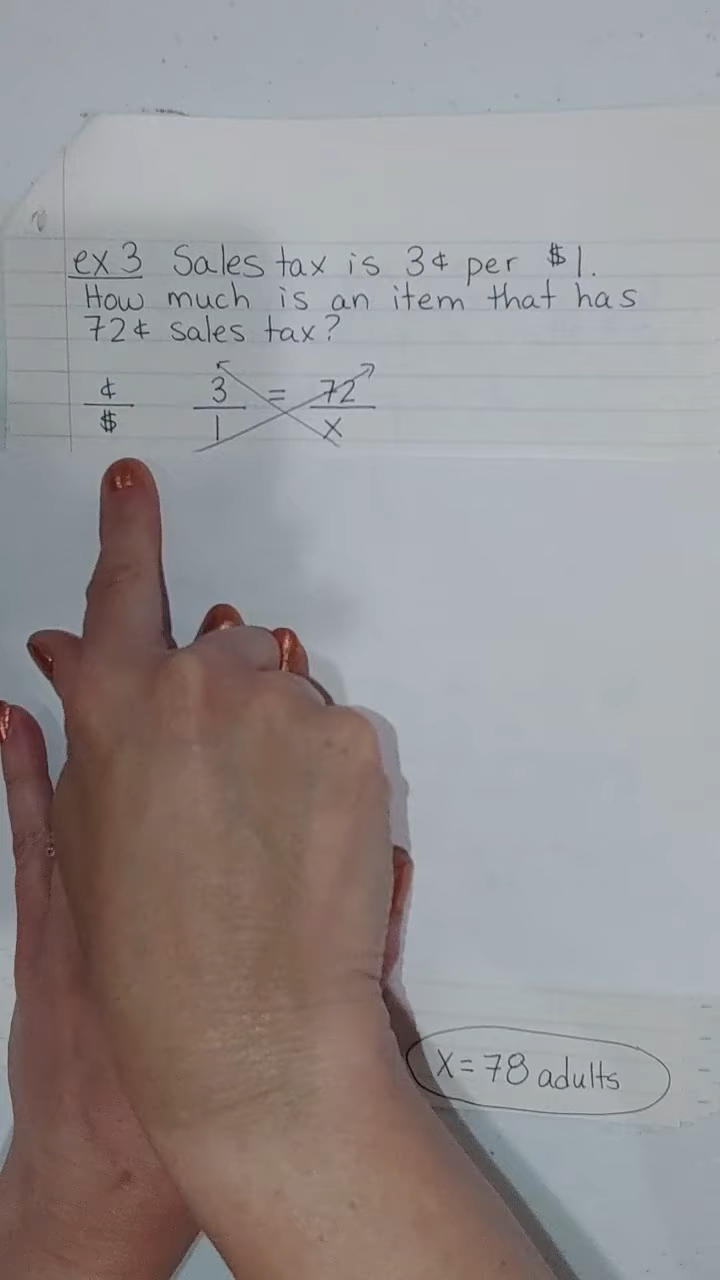 ex 3 Sales tax is 3¢ per $1.
How much is an item that has
72¢ sales tax?
¢ 3 = 72
$ 1 x
x = 78 adults